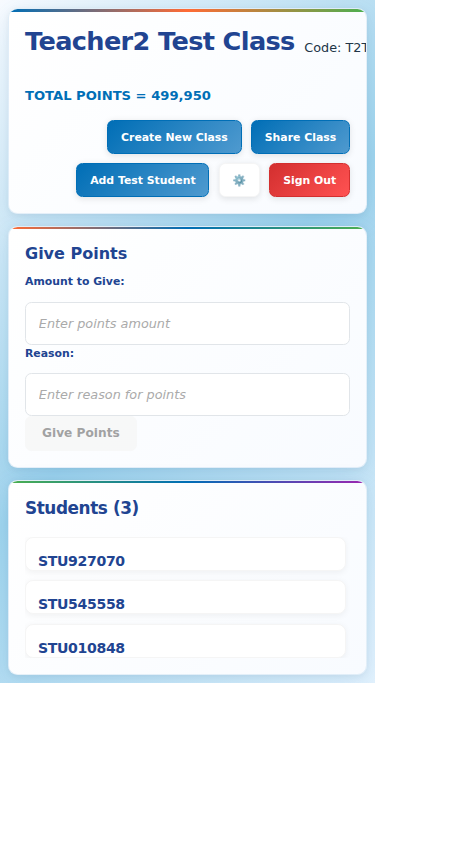 Teacher2 Test Class Code: T2T
TOTAL POINTS = 499,950
Create New Class Share Class
Add Test Student Sign Out
Give Points
Amount to Give:
Enter points amount
Reason:
Enter reason for points
Give Points
Students (3)
STU927070
STU545558
STU010848